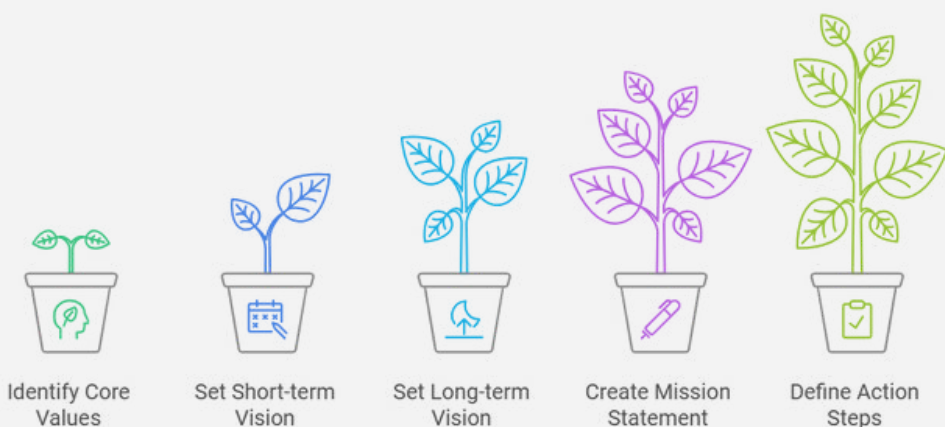 Identify Core
Values
Set Short-term
Vision
Set Long-term
Vision
Create Mission
Statement
Define Action
Steps